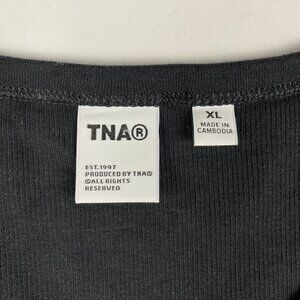 TNA®
EST.1997
PRODUCED BY TNA®
©ALL RIGHTS
RESERVED
XL
MADE IN
CAMBODIA